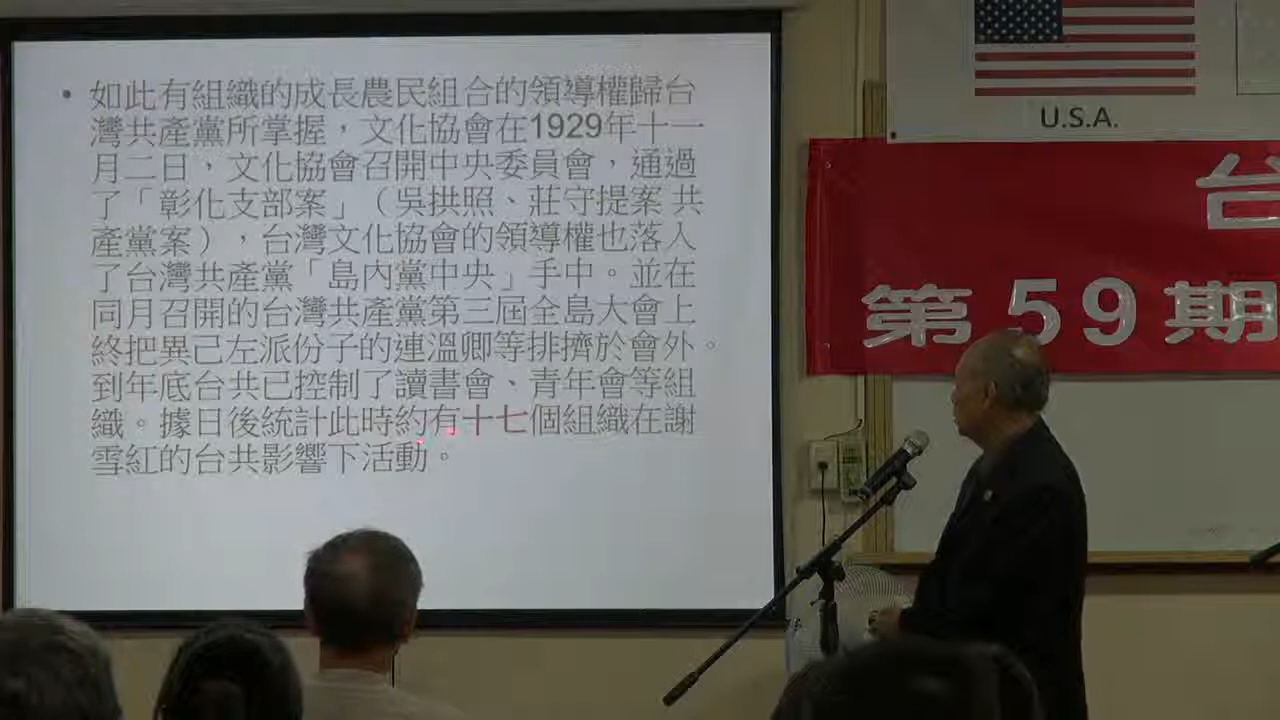 • 如此有組織的成長農民組合的領導權歸台
灣共產黨所掌握，文化協會在1929年十一
月二日，文化協會召開中央委員會，通過
了「彰化支部案」（吳拱照、莊守提案 共
產黨案），台灣文化協會的領導權也落入
了台灣共產黨「島內黨中央」手中。並在
同月召開的台灣共產黨第三屆全島大會上
終把異己左派份子的連溫卿等排擠於會外。
到年底台共已控制了讀書會、青年會等組
織。據日後統計此時約有十七個組織在謝
雪紅的台共影響下活動。
U.S.A.
台
第59期